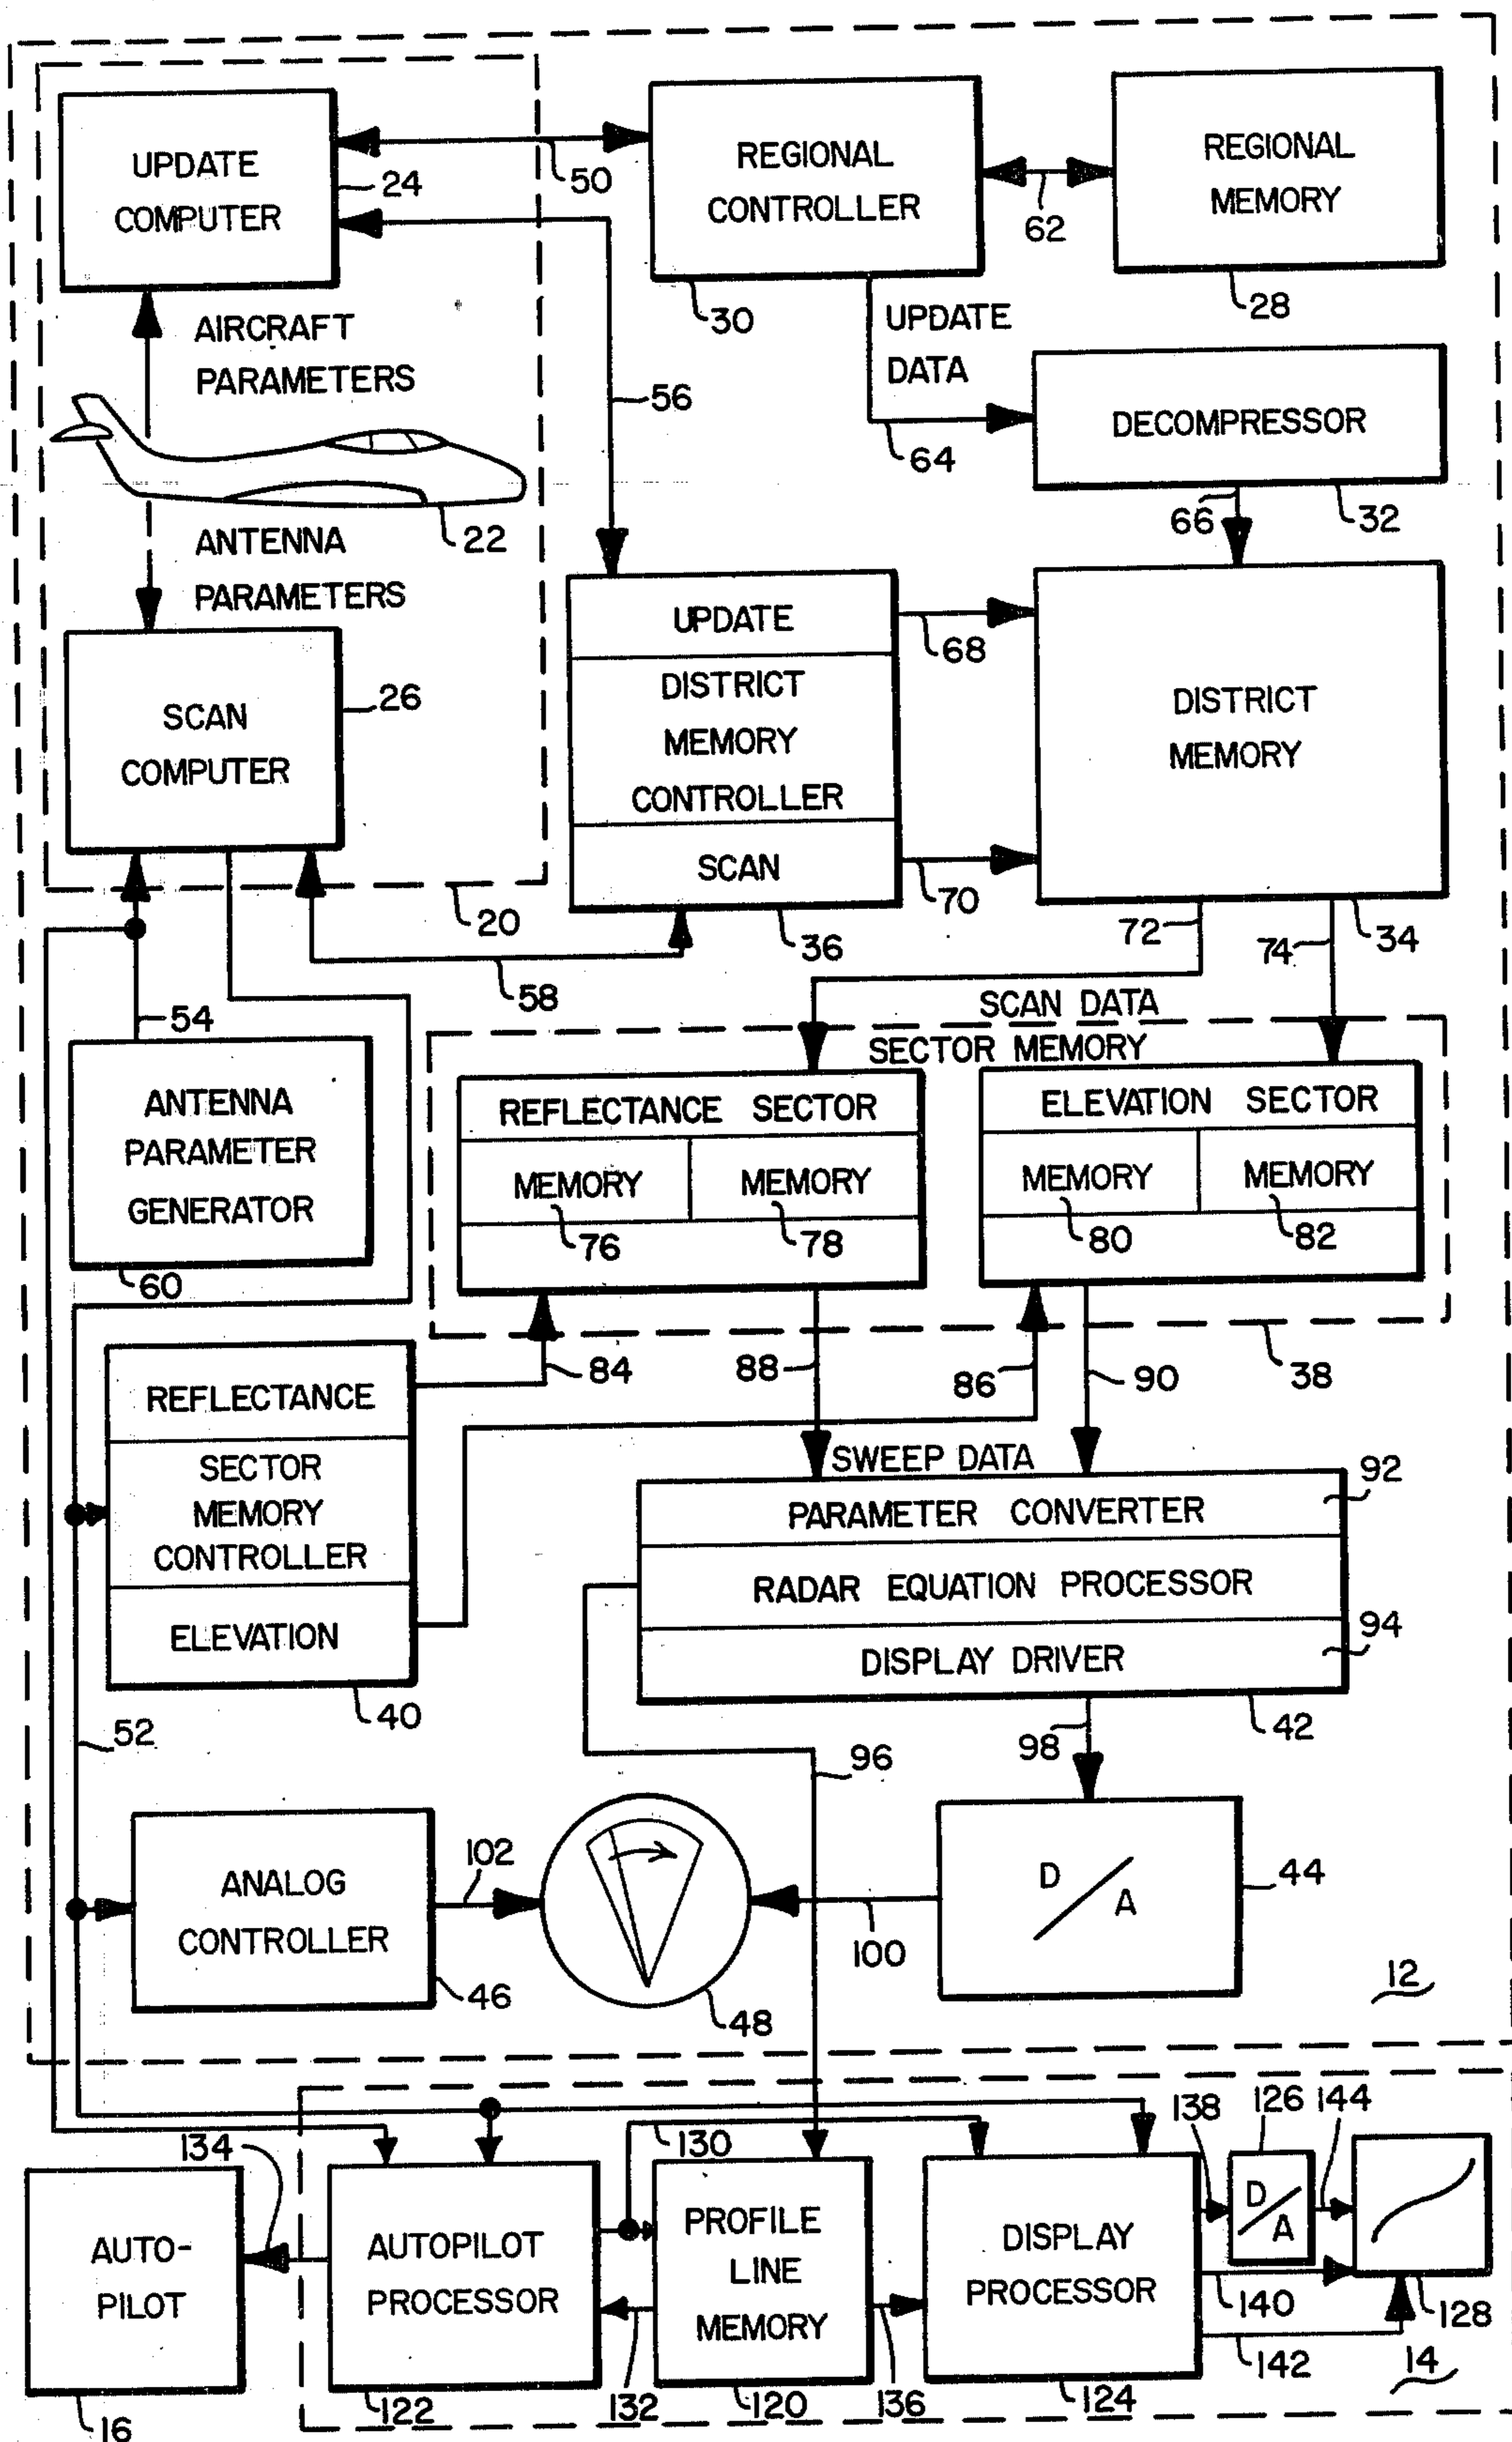 UPDATE
COMPUTER
24
50
REGIONAL
CONTROLLER
30
62
REGIONAL
MEMORY
28
AIRCRAFT
PARAMETERS
22
ANTENNA
PARAMETERS
56
UPDATE
DATA
64
DECOMPRESSOR
66
32
SCAN
COMPUTER
26
20
UPDATE
DISTRICT
MEMORY
CONTROLLER
SCAN
36
68
70
DISTRICT
MEMORY
72
74
34
58
54
ANTENNA
PARAMETER
GENERATOR
60
SCAN DATA
SECTOR MEMORY
REFLECTANCE SECTOR
MEMORY
76
MEMORY
78
ELEVATION SECTOR
MEMORY
80
MEMORY
82
84
88
86
90
38
REFLECTANCE
SECTOR
MEMORY
CONTROLLER
ELEVATION
40
52
SWEEP DATA
PARAMETER CONVERTER
92
RADAR EQUATION PROCESSOR
DISPLAY DRIVER
94
42
96
98
ANALOG
CONTROLLER
46
102
48
100
D/A
44
12
134
130
138
126
144
AUTO-
PILOT
16
AUTOPILOT
PROCESSOR
122
132
PROFILE
LINE
MEMORY
120
136
DISPLAY
PROCESSOR
124
D/A
140
142
128
14